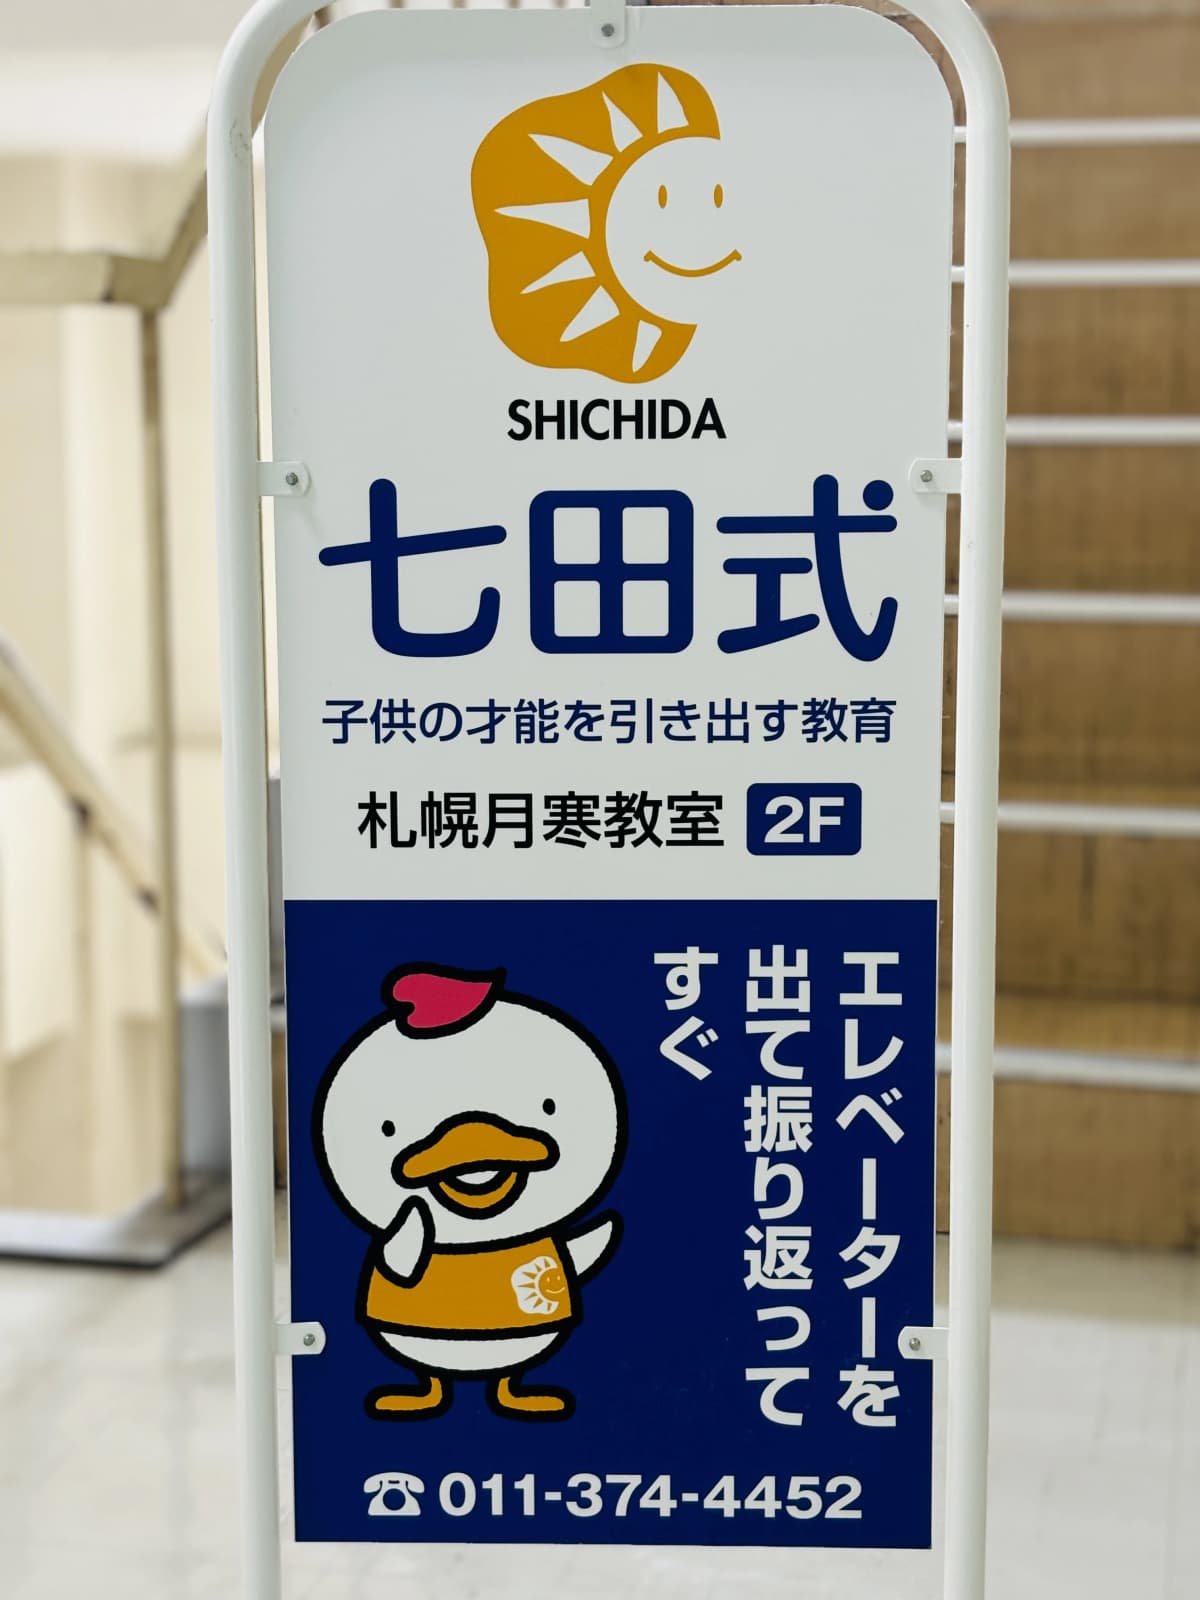 SHICHIDA
七田式
子供の才能を引き出す教育
札幌月寒教室 2F
エレベーターを
出て振り返って
すぐ
☎011-374-4452